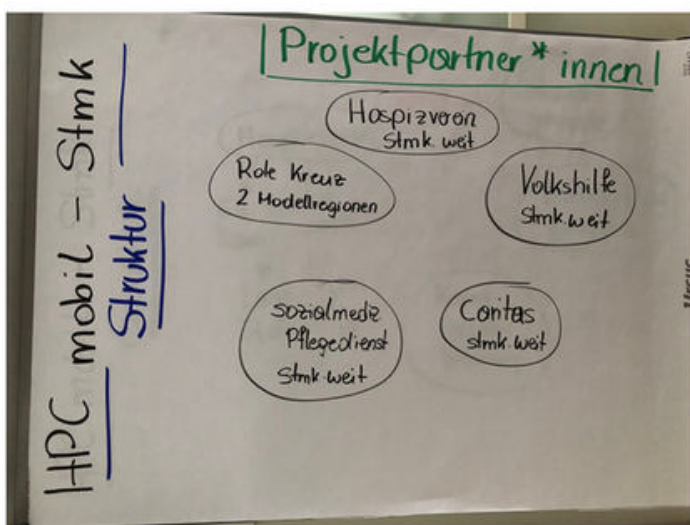 HPC mobil - Stmk
Struktur
Projektpartner*innen
Hospizverein
Stmk. weit
Rote Kreuz
2 Modellregionen
Volkshilfe
Stmk. weit
Sozialmediz
Pflegedienst
Stmk. weit
Caritas
stmk. weit